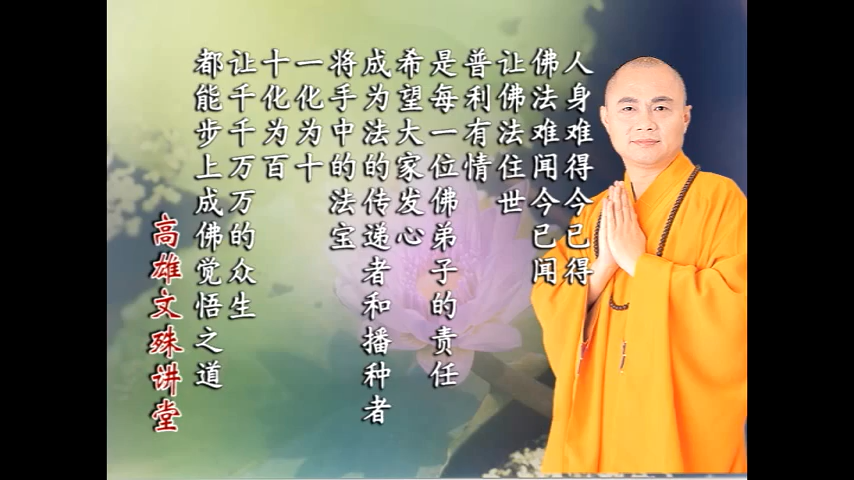 人身难得今已得
佛法难闻今已闻
让佛法住世
普利有情
是每一位佛弟子的责任
希望大家发心
成为法的传递者和播种者
将手中的法宝
一化为十
十化为百
让千千万万的众生
都能步上成佛觉悟之道
高雄文殊讲堂